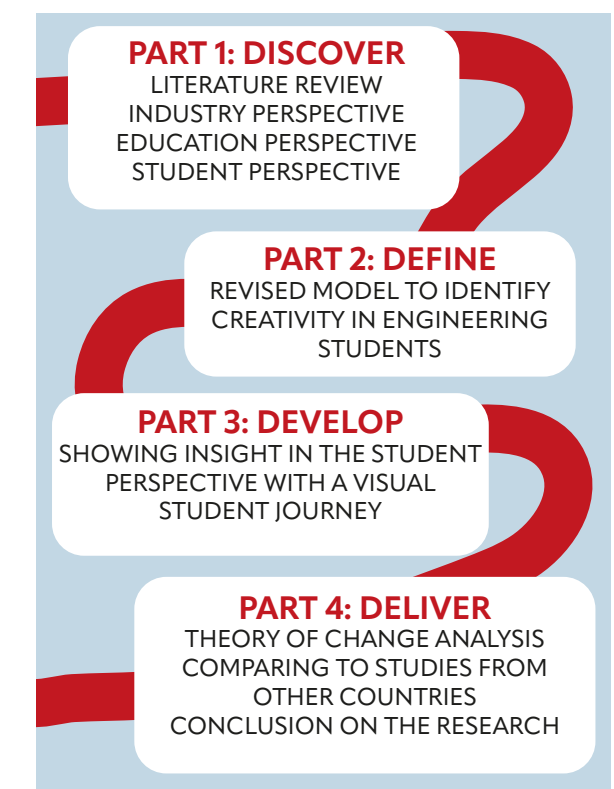 PART 1: DISCOVER
LITERATURE REVIEW
INDUSTRY PERSPECTIVE
EDUCATION PERSPECTIVE
STUDENT PERSPECTIVE
PART 2: DEFINE
REVISED MODEL TO IDENTIFY
CREATIVITY IN ENGINEERING
STUDENTS
PART 3: DEVELOP
SHOWING INSIGHT IN THE STUDENT
PERSPECTIVE WITH A VISUAL
STUDENT JOURNEY
PART 4: DELIVER
THEORY OF CHANGE ANALYSIS
COMPARING TO STUDIES FROM
OTHER COUNTRIES
CONCLUSION ON THE RESEARCH